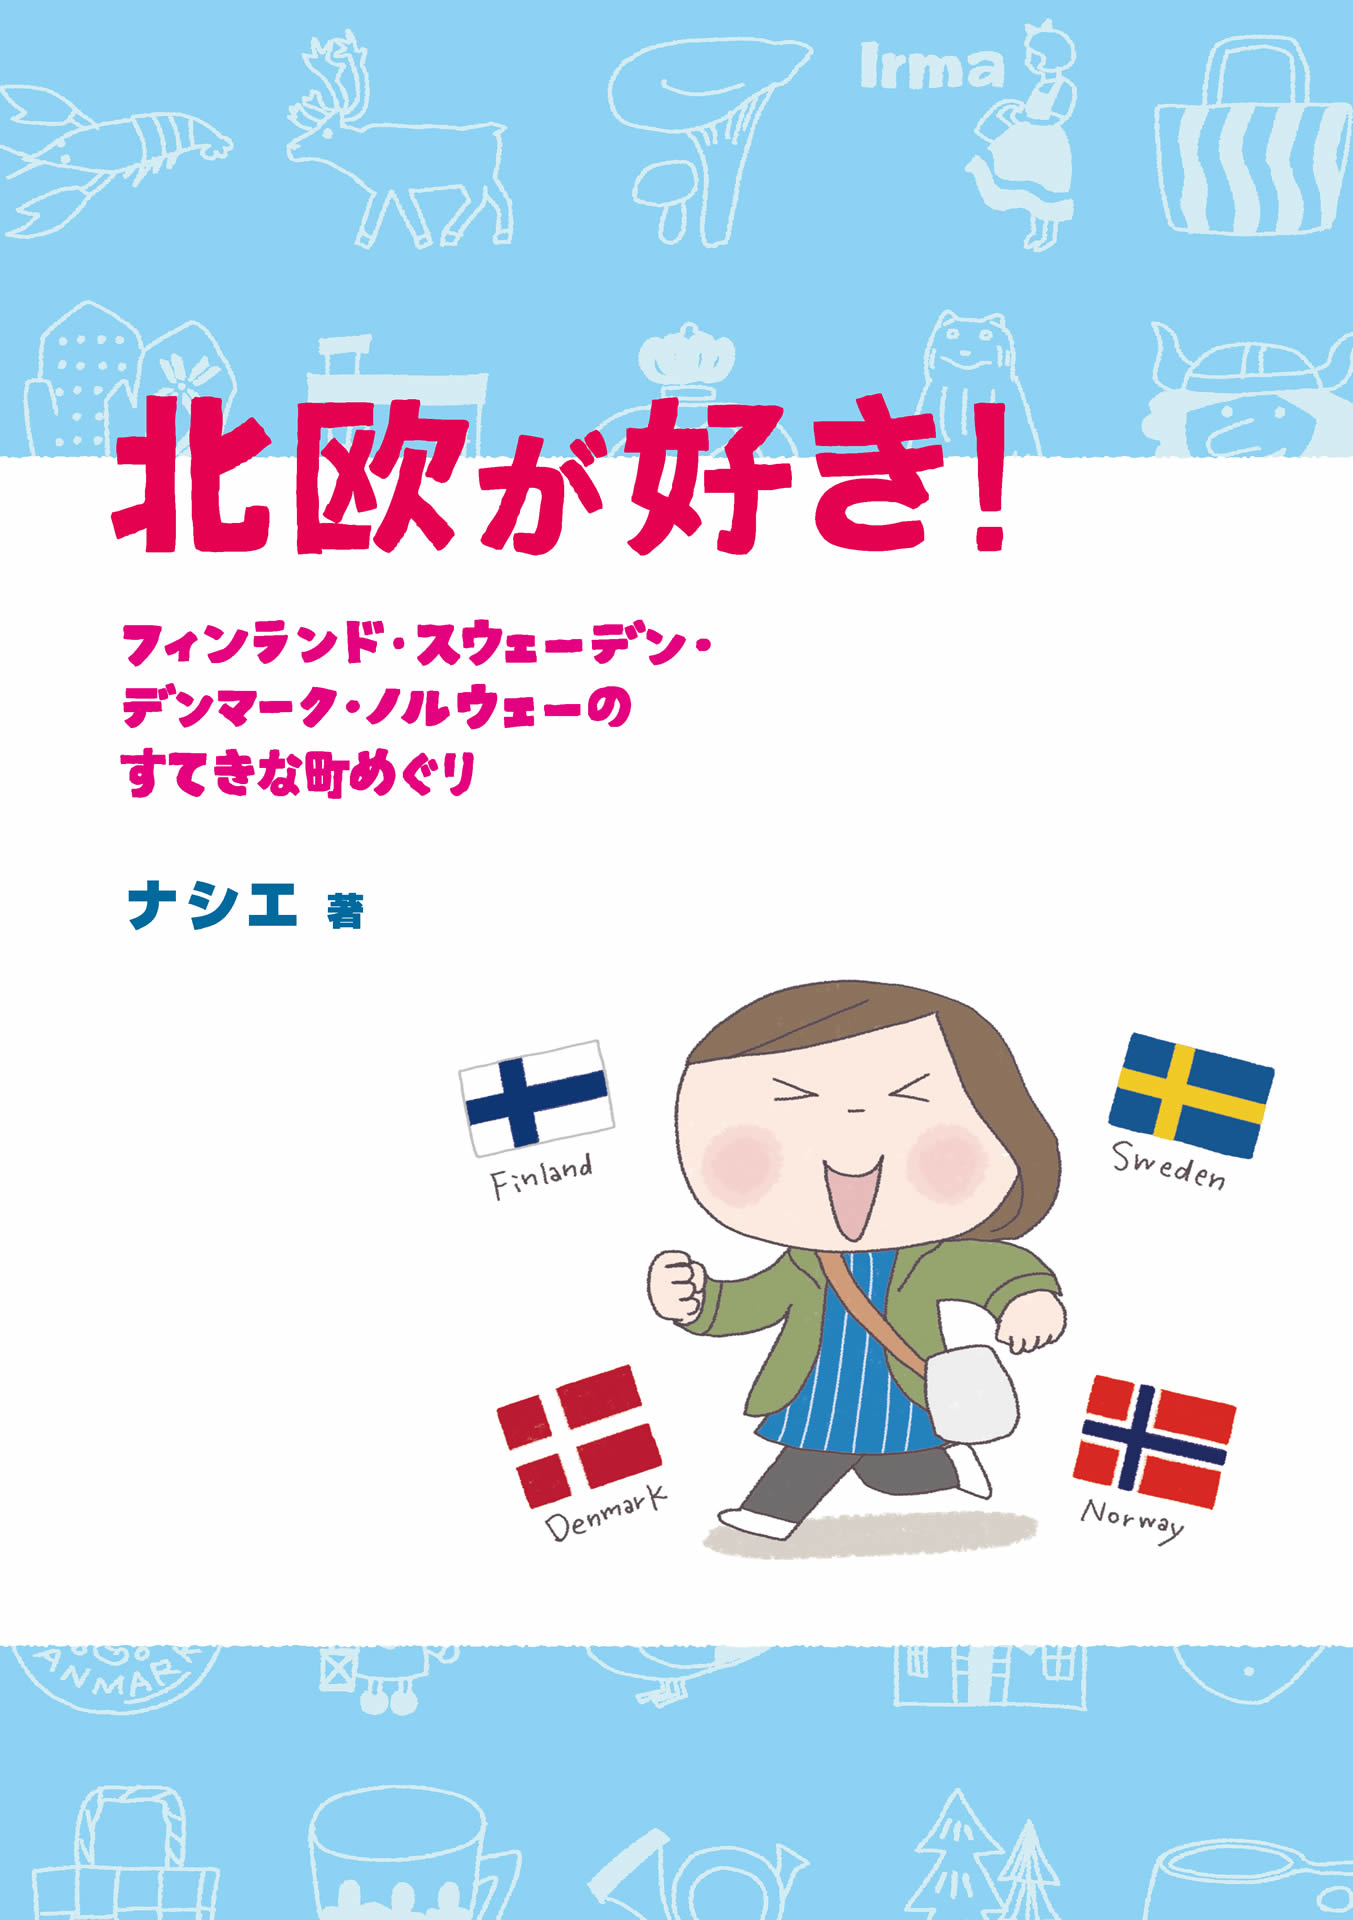 Irma
北欧が好き!
フィンランド・スウェーデン・
デンマーク・ノルウェーの
すてきな町めぐり
ナシエ 著
Finland
Sweden
Denmark
Norway
ANMARK